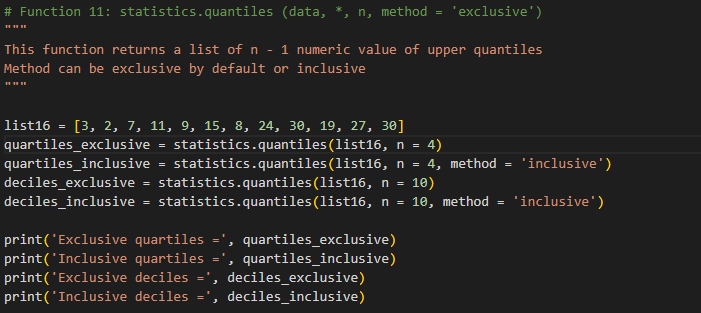 # Function 11: statistics.quantiles (data, *, n, method = 'exclusive')
"""
This function returns a list of n - 1 numeric value of upper quantiles
Method can be exclusive by default or inclusive
"""
list16 = [3, 2, 7, 11, 9, 15, 8, 24, 30, 19, 27, 30]
quartiles_exclusive = statistics.quantiles(list16, n = 4)
quartiles_inclusive = statistics.quantiles(list16, n = 4, method = 'inclusive')
deciles_exclusive = statistics.quantiles(list16, n = 10)
deciles_inclusive = statistics.quantiles(list16, n = 10, method = 'inclusive')
print('Exclusive quartiles =', quartiles_exclusive)
print('Inclusive quartiles =', quartiles_inclusive)
print('Exclusive deciles =', deciles_exclusive)
print('Inclusive deciles =', deciles_inclusive)